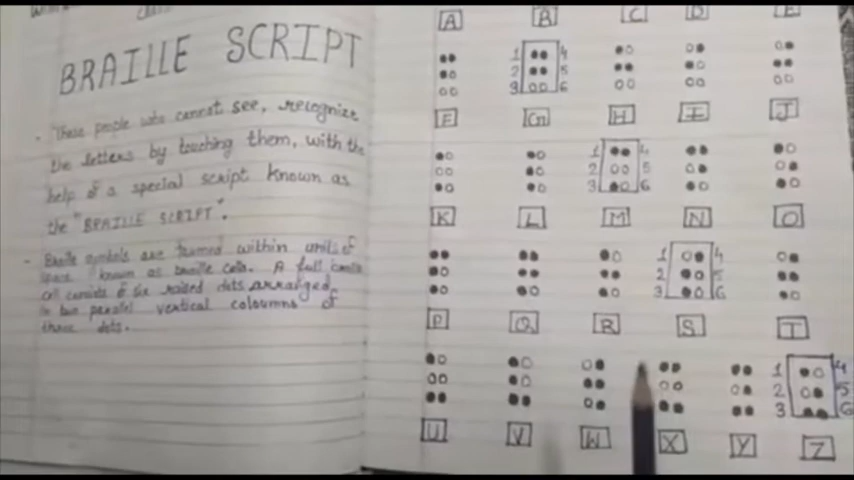 BRAILLE SCRIPT
- These people who cannot see, recognize
the letters by touching them, with the
help of a special script known as
the "BRAILLE SCRIPT".
- Braille symbols are formed within units of
space known as braille cells. A full braille
cell consists of six raised dots arranged
in two parallel vertical coloumns of
three dots.
A B C D E
1 4
2 5
3 6
F G H I J
1 4
2 5
3 6
K L M N O
1 4
2 5
3 6
P Q R S T
1 4
2 5
3 6
U V W X Y Z